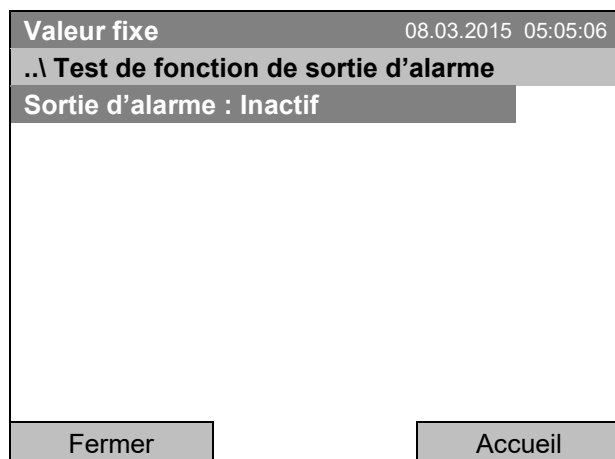 Valeur fixe 08.03.2015 05:05:06
..\ Test de fonction de sortie d’alarme
Sortie d’alarme : Inactif
Fermer Accueil